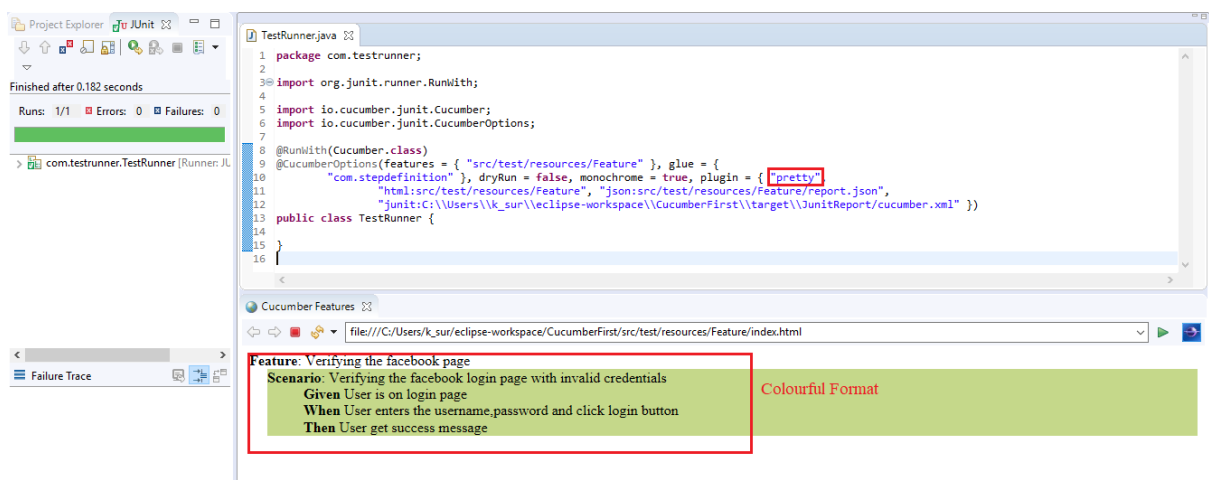 Project Explorer JUnit
Finished after 0.182 seconds
Runs: 1/1 Errors: 0 Failures: 0
com.testrunner.TestRunner [Runner: JU
Failure Trace
TestRunner.java
1 package com.testrunner;
2
3 import org.junit.runner.RunWith;
4
5 import io.cucumber.junit.Cucumber;
6 import io.cucumber.junit.CucumberOptions;
7
8 @RunWith(Cucumber.class)
9 @CucumberOptions(features = { "src/test/resources/Feature" }, glue = {
10 "com.stepdefinition" }, dryRun = false, monochrome = true, plugin = { "pretty",
11 "html:src/test/resources/Feature", "json:src/test/resources/Feature/report.json",
12 "junit:C:\\Users\\k_sur\\eclipse-workspace\\CucumberFirst\\target\\JunitReport/cucumber.xml" })
13 public class TestRunner {
14
15 }
16
Cucumber Features
file:///C:/Users/k_sur/eclipse-workspace/CucumberFirst/src/test/resources/Feature/index.html
Feature: Verifying the facebook page
Scenario: Verifying the facebook login page with invalid credentials
Given User is on login page
When User enters the username,password and click login button
Then User get success message
Colourful Format